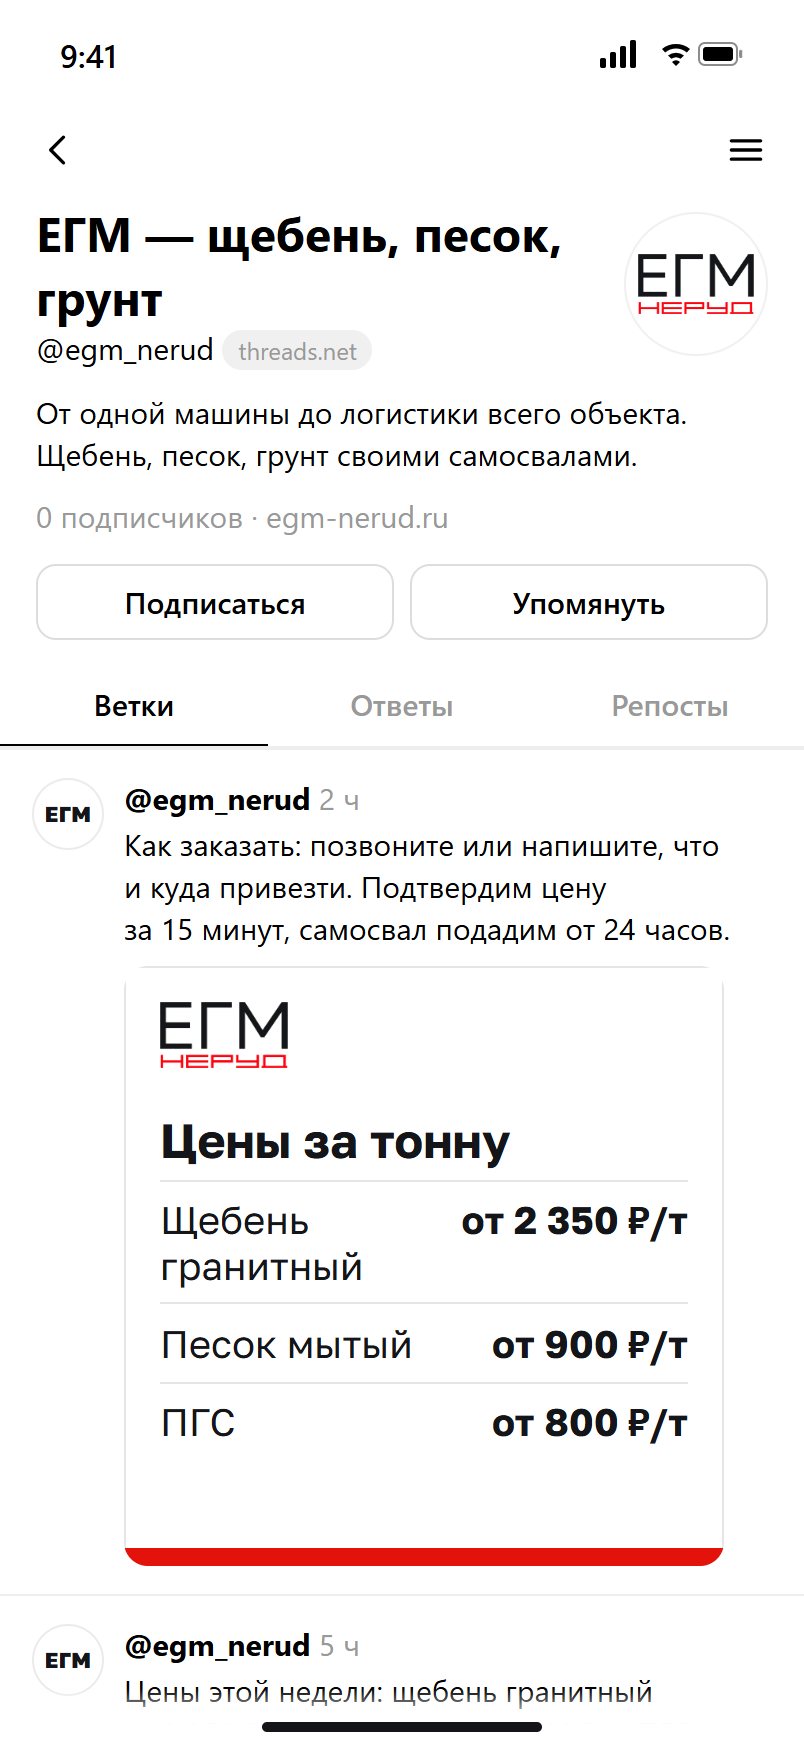 9:41
ЕГМ — щебень, песок,
грунт
ЕГМ
НЕРУД
@egm_nerud threads.net
От одной машины до логистики всего объекта.
Щебень, песок, грунт своими самосвалами.
0 подписчиков · egm-nerud.ru
Подписаться
Упомянуть
Ветки
Ответы
Репосты
ЕГМ
@egm_nerud 2 ч
Как заказать: позвоните или напишите, что
и куда привезти. Подтвердим цену
за 15 минут, самосвал подадим от 24 часов.
ЕГМ
НЕРУД
Цены за тонну
Щебень
гранитный
от 2 350 ₽/т
Песок мытый
от 900 ₽/т
ПГС
от 800 ₽/т
ЕГМ
@egm_nerud 5 ч
Цены этой недели: щебень гранитный